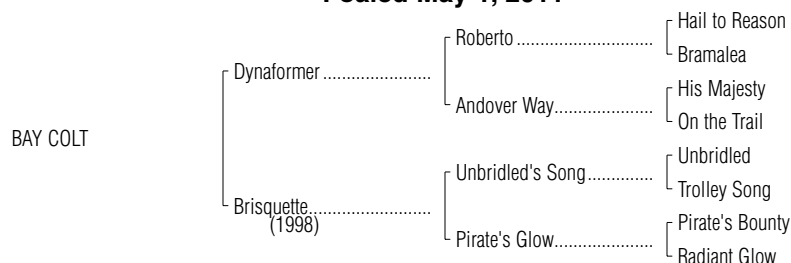 Foaled May 1, 2011
Hail to Reason
Roberto
Bramalea
Dynaformer
His Majesty
Andover Way
On the Trail
BAY COLT
Unbridled
Unbridled's Song
Trolley Song
Brisquette
(1998)
Pirate's Bounty
Pirate's Glow
Radiant Glow